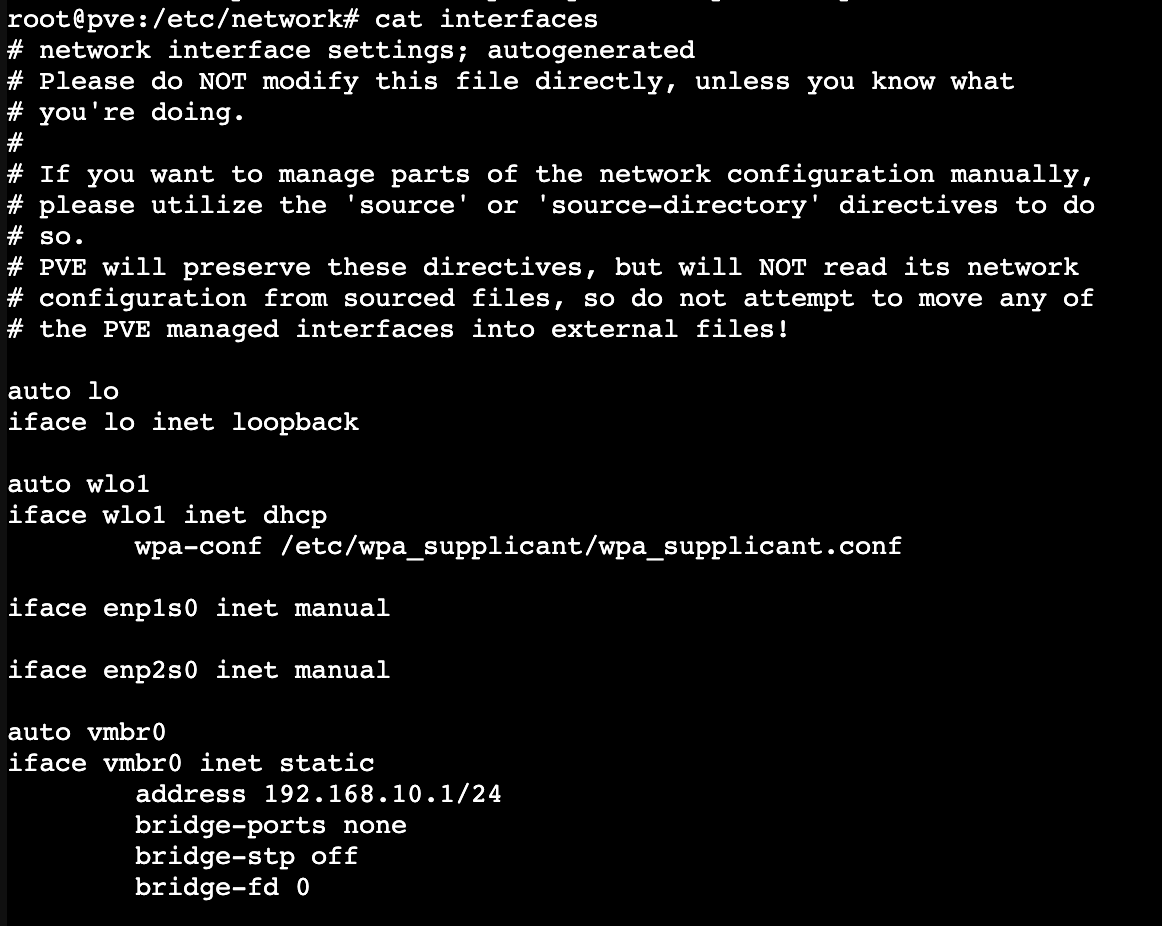 root@pve:/etc/network# cat interfaces
# network interface settings; autogenerated
# Please do NOT modify this file directly, unless you know what
# you're doing.
#
# If you want to manage parts of the network configuration manually,
# please utilize the 'source' or 'source-directory' directives to do
# so.
# PVE will preserve these directives, but will NOT read its network
# configuration from sourced files, so do not attempt to move any of
# the PVE managed interfaces into external files!
auto lo
iface lo inet loopback
auto wlo1
iface wlo1 inet dhcp
        wpa-conf /etc/wpa_supplicant/wpa_supplicant.conf
iface enp1s0 inet manual
iface enp2s0 inet manual
auto vmbr0
iface vmbr0 inet static
        address 192.168.10.1/24
        bridge-ports none
        bridge-stp off
        bridge-fd 0